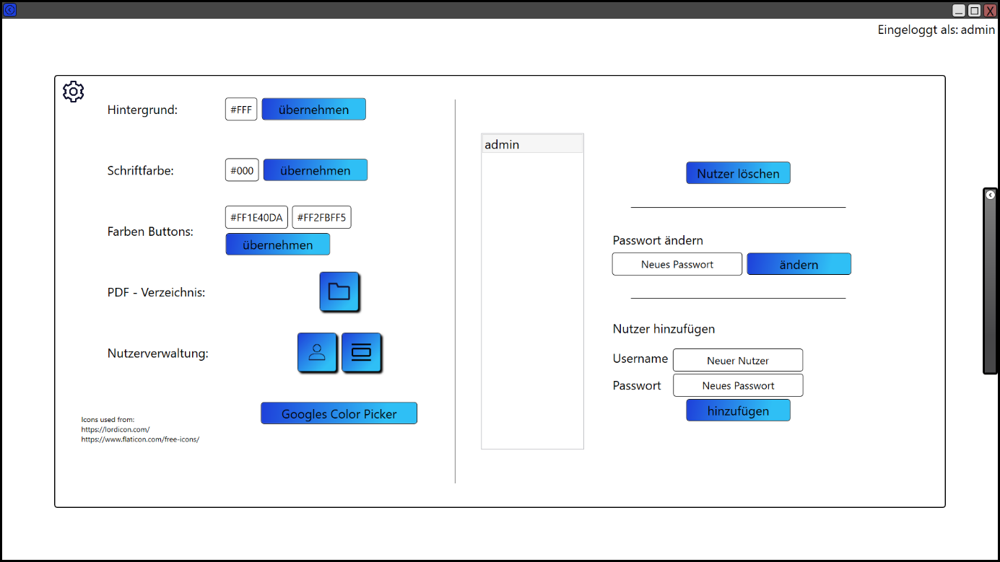 X
Eingeloggt als: admin
Hintergrund:
#FFF
übernehmen
Schriftfarbe:
#000
übernehmen
Farben Buttons:
#FF1E40DA
#FF2FBFF5
übernehmen
PDF - Verzeichnis:
Nutzerverwaltung:
Googles Color Picker
Icons used from:
https://lordicon.com/
https://www.flaticon.com/free-icons/
admin
Nutzer löschen
Passwort ändern
Neues Passwort
ändern
Nutzer hinzufügen
Username
Neuer Nutzer
Passwort
Neues Passwort
hinzufügen